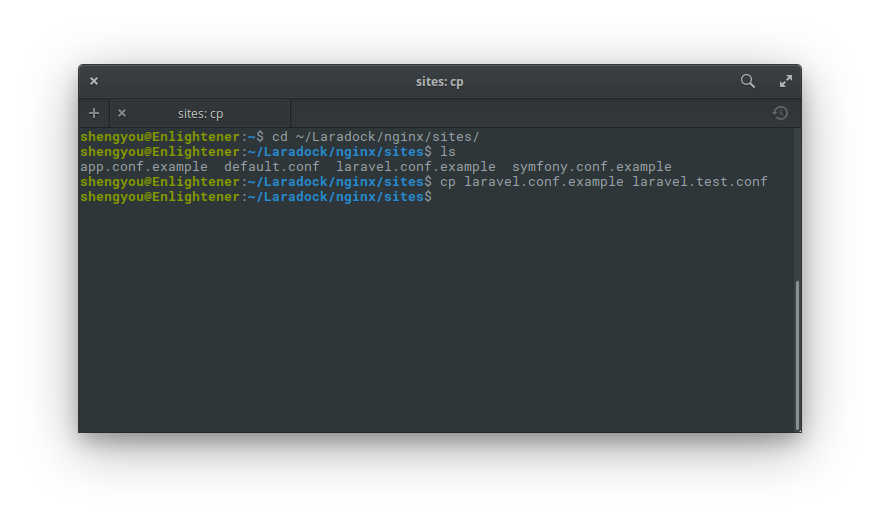 sites: cp
sites: cp
shengyou@Enlightener:~$ cd ~/Laradock/nginx/sites/
shengyou@Enlightener:~/Laradock/nginx/sites$ ls
app.conf.example  default.conf  laravel.conf.example  symfony.conf.example
shengyou@Enlightener:~/Laradock/nginx/sites$ cp laravel.conf.example laravel.test.conf
shengyou@Enlightener:~/Laradock/nginx/sites$